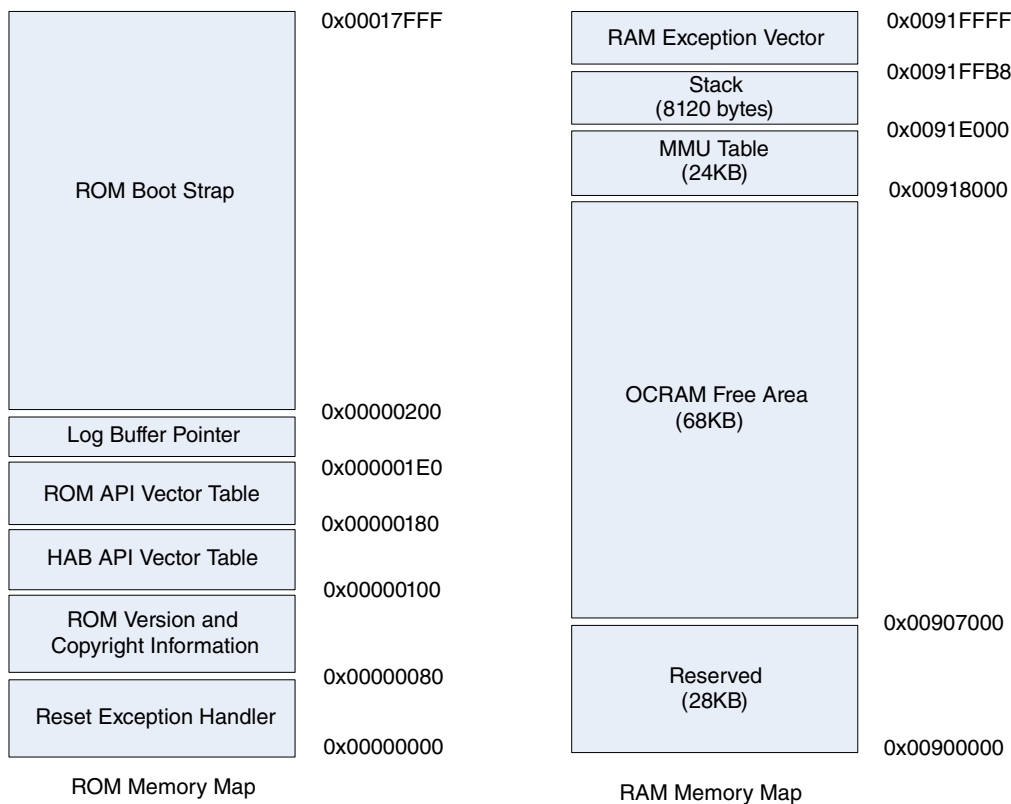 0x00017FFF
ROM Boot Strap
0x00000200
Log Buffer Pointer
0x000001E0
ROM API Vector Table
0x00000180
HAB API Vector Table
0x00000100
ROM Version and
Copyright Information
0x00000080
Reset Exception Handler
0x00000000
ROM Memory Map
0x0091FFFF
RAM Exception Vector
0x0091FFB8
Stack
(8120 bytes)
0x0091E000
MMU Table
(24KB)
0x00918000
OCRAM Free Area
(68KB)
0x00907000
Reserved
(28KB)
0x00900000
RAM Memory Map